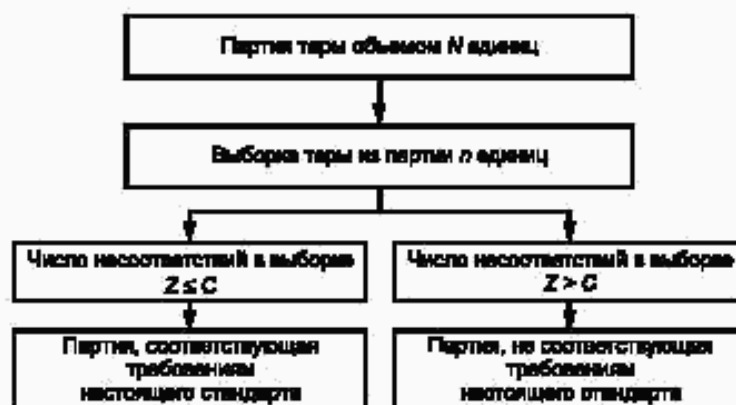 Партия тары объемом N единиц
Выборка тары из партии n единиц
Число несоответствий в выборке
Z ≤ C
Число несоответствий в выборке
Z > C
Партия, соответствующая
требованиям
настоящего стандарта
Партия, не соответствующая
требованиям
настоящего стандарта